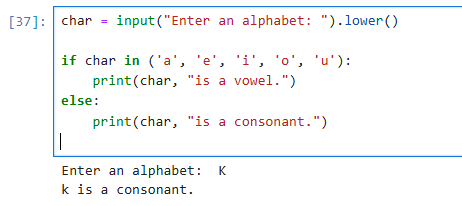 [37]: char = input("Enter an alphabet: ").lower()
if char in ('a', 'e', 'i', 'o', 'u'):
    print(char, "is a vowel.")
else:
    print(char, "is a consonant.")
Enter an alphabet:  K
k is a consonant.